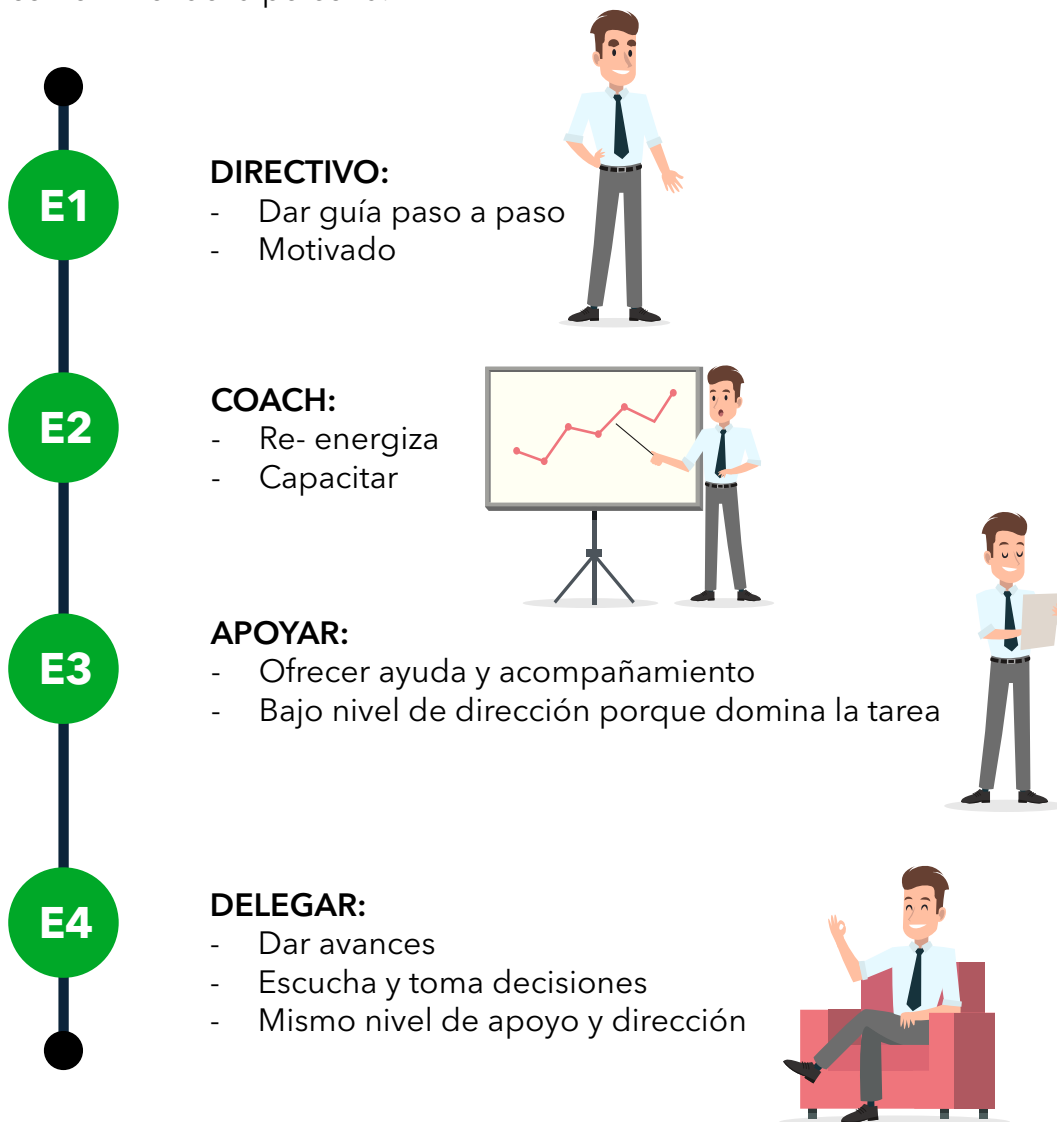 E1
DIRECTIVO:
- Dar guía paso a paso
- Motivado
E2
COACH:
- Re- energiza
- Capacitar
E3
APOYAR:
- Ofrecer ayuda y acompañamiento
- Bajo nivel de dirección porque domina la tarea
E4
DELEGAR:
- Dar avances
- Escucha y toma decisiones
- Mismo nivel de apoyo y dirección